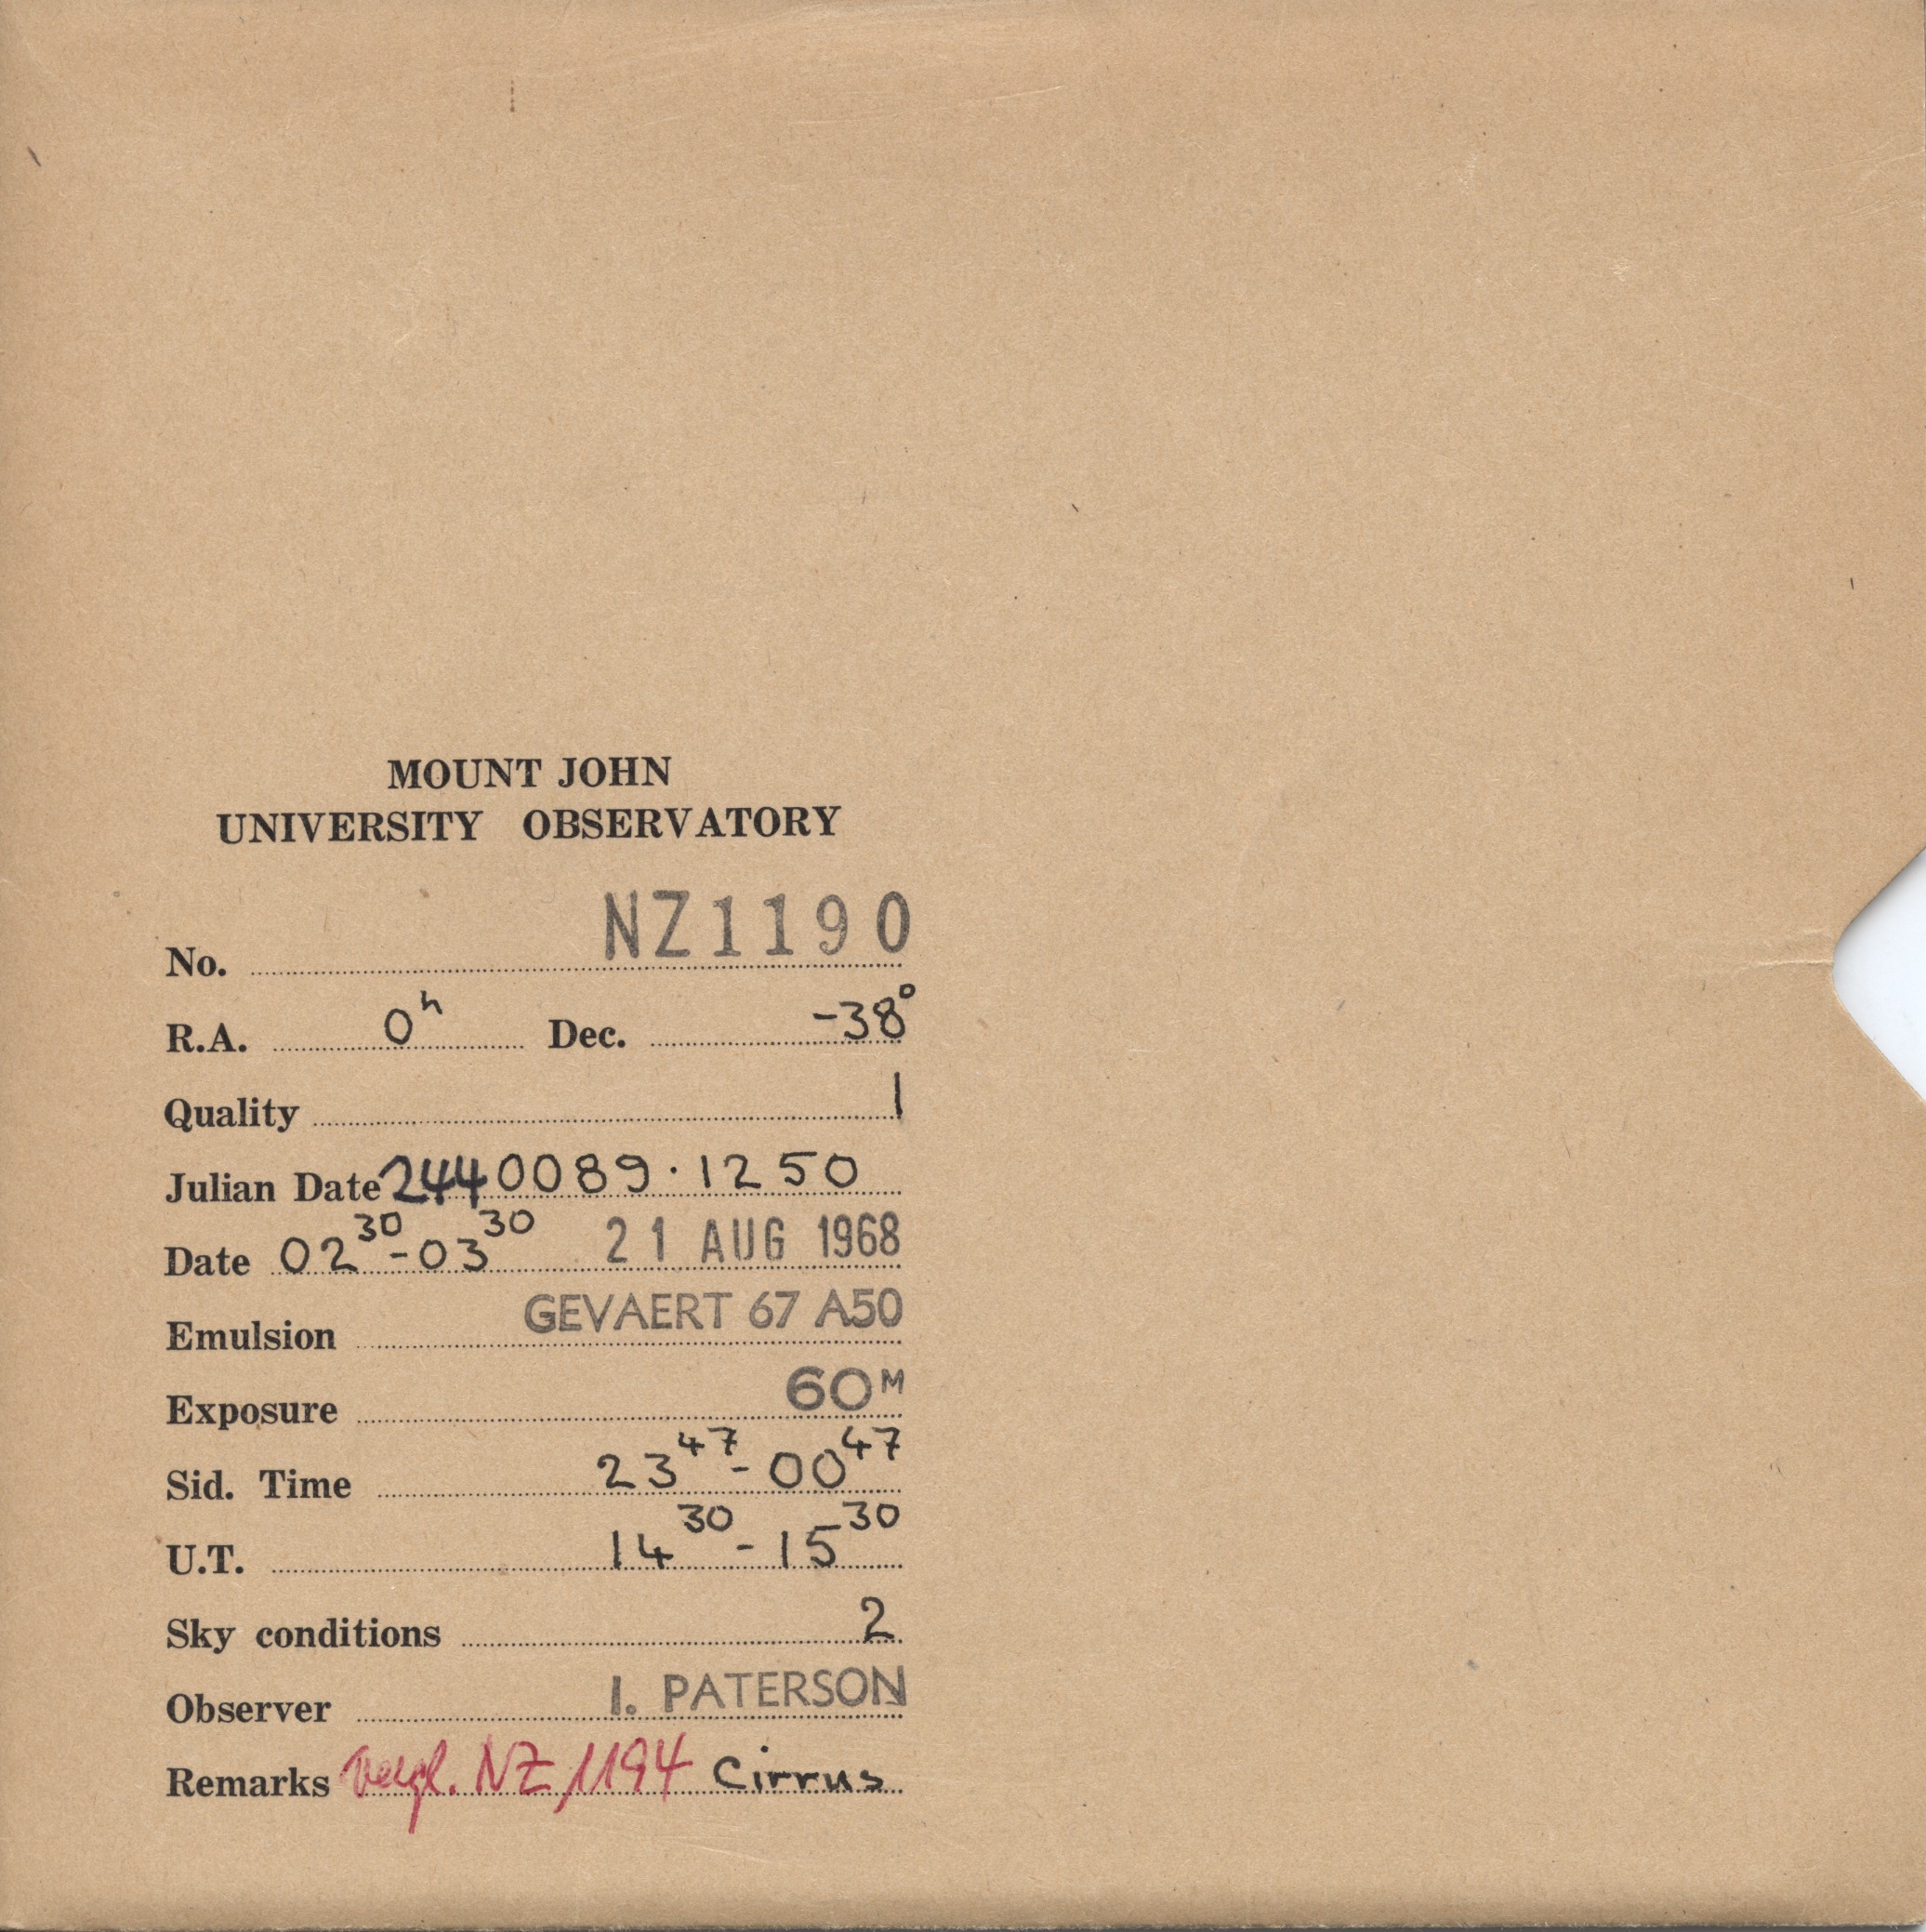 MOUNT JOHN
UNIVERSITY OBSERVATORY
No. NZ1190
R.A. 0ʰ Dec. -38°
Quality 1
Julian Date 2440089·1250
Date 02³⁰-03³⁰ 21 AUG 1968
Emulsion GEVAERT 67 A50
Exposure 60ᴹ
Sid. Time 23⁴⁷-00⁴⁷
U.T. 14³⁰-15³⁰
Sky conditions 2
Observer I. PATERSON
Remarks vergl. NZ 1194 Cirrus